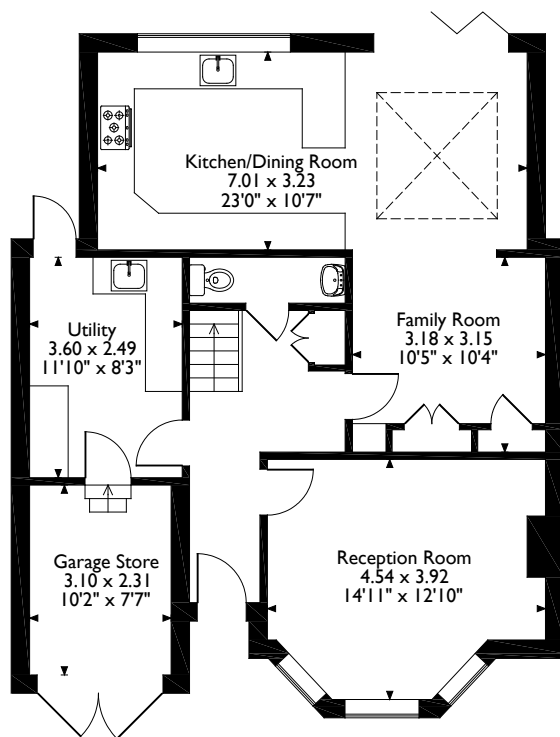 Kitchen/Dining Room
7.01 x 3.23
23'0" x 10'7"
Utility
3.60 x 2.49
11'10" x 8'3"
Family Room
3.18 x 3.15
10'5" x 10'4"
Garage Store
3.10 x 2.31
10'2" x 7'7"
Reception Room
4.54 x 3.92
14'11" x 12'10"